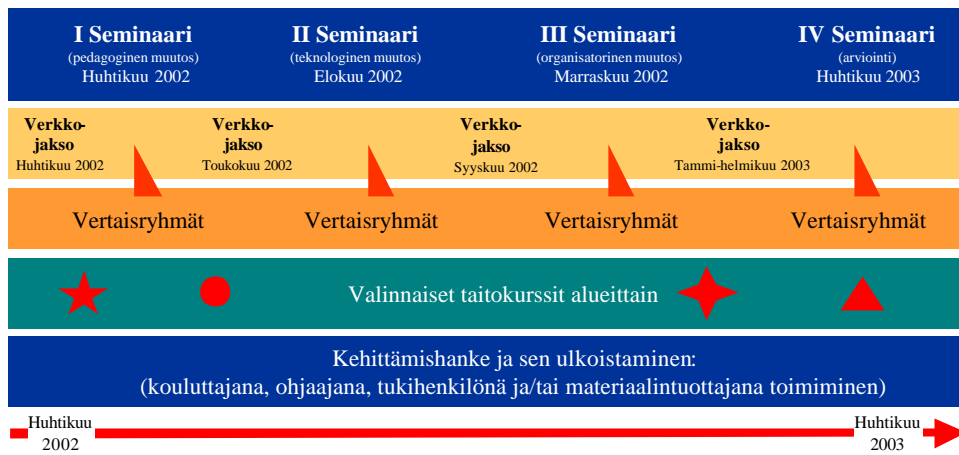 I Seminaari
(pedagoginen muutos)
Huhtikuu 2002
II Seminaari
(teknologinen muutos)
Elokuu 2002
III Seminaari
(organisatorinen muutos)
Marraskuu 2002
IV Seminaari
(arviointi)
Huhtikuu 2003
Verkko-
jakso
Huhtikuu 2002
Verkko-
jakso
Toukokuu 2002
Verkko-
jakso
Syyskuu 2002
Verkko-
jakso
Tammi-helmikuu 2003
Vertaisryhmät
Vertaisryhmät
Vertaisryhmät
Vertaisryhmät
Valinnaiset taitokurssit alueittain
Kehittämishanke ja sen ulkoistaminen:
(kouluttajana, ohjaajana, tukihenkilönä ja/tai materiaalintuottajana toimiminen)
Huhtikuu
2002
Huhtikuu
2003